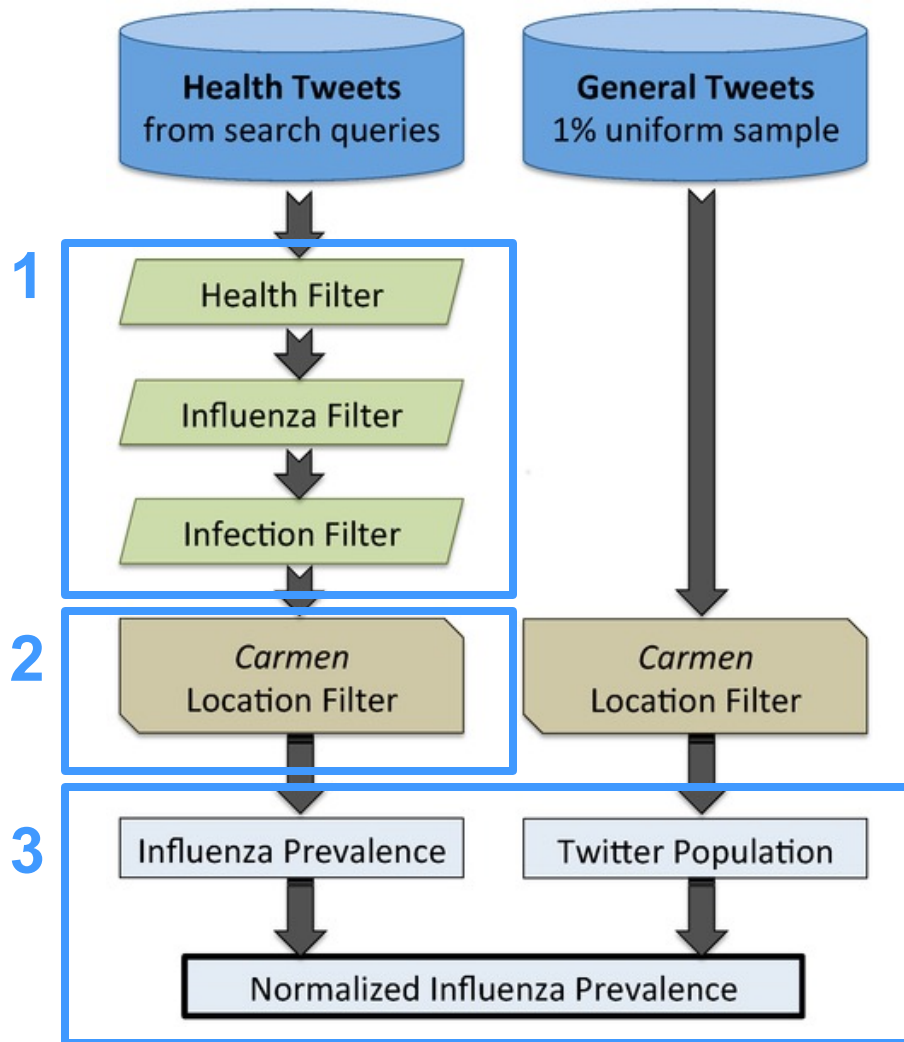 Health Tweets
from search queries
General Tweets
1% uniform sample
1
Health Filter
Influenza Filter
Infection Filter
2
Carmen
Location Filter
Carmen
Location Filter
3
Influenza Prevalence
Twitter Population
Normalized Influenza Prevalence